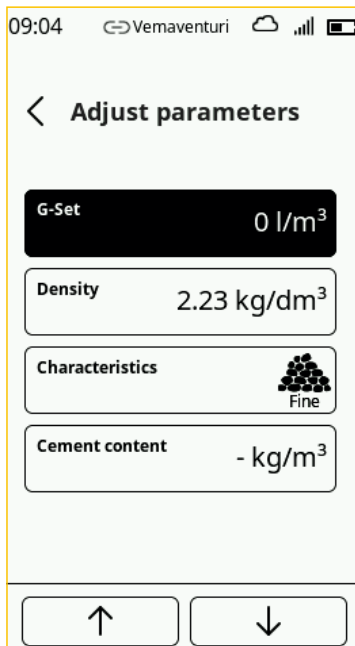 09:04 Vemaventuri
Adjust parameters
G-Set
0 l/m³
Density
2.23 kg/dm³
Characteristics
Fine
Cement content
- kg/m³